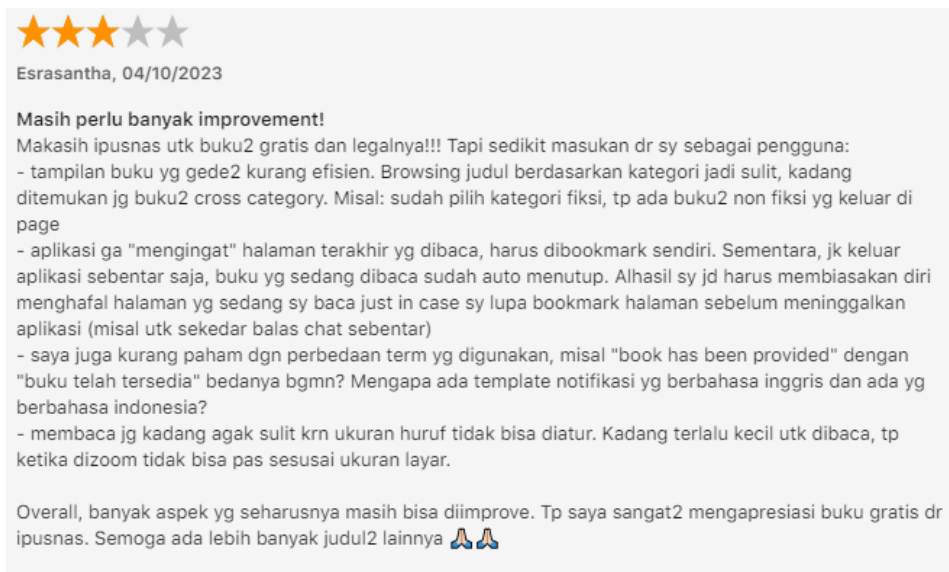 Esrasantha, 04/10/2023
Masih perlu banyak improvement!
Makasih ipusnas utk buku2 gratis dan legalnya!!! Tapi sedikit masukan dr sy sebagai pengguna:
- tampilan buku yg gede2 kurang efisien. Browsing judul berdasarkan kategori jadi sulit, kadang
ditemukan jg buku2 cross category. Misal: sudah pilih kategori fiksi, tp ada buku2 non fiksi yg keluar di
page
- aplikasi ga "mengingat" halaman terakhir yg dibaca, harus dibookmark sendiri. Sementara, jk keluar
aplikasi sebentar saja, buku yg sedang dibaca sudah auto menutup. Alhasil sy jd harus membiasakan diri
menghafal halaman yg sedang sy baca just in case sy lupa bookmark halaman sebelum meninggalkan
aplikasi (misal utk sekedar balas chat sebentar)
- saya juga kurang paham dgn perbedaan term yg digunakan, misal "book has been provided" dengan
"buku telah tersedia" bedanya bgmn? Mengapa ada template notifikasi yg berbahasa inggris dan ada yg
berbahasa indonesia?
- membaca jg kadang agak sulit krn ukuran huruf tidak bisa diatur. Kadang terlalu kecil utk dibaca, tp
ketika dizoom tidak bisa pas sesusai ukuran layar.
Overall, banyak aspek yg seharusnya masih bisa diimprove. Tp saya sangat2 mengapresiasi buku gratis dr
ipusnas. Semoga ada lebih banyak judul2 lainnya 🙏🙏